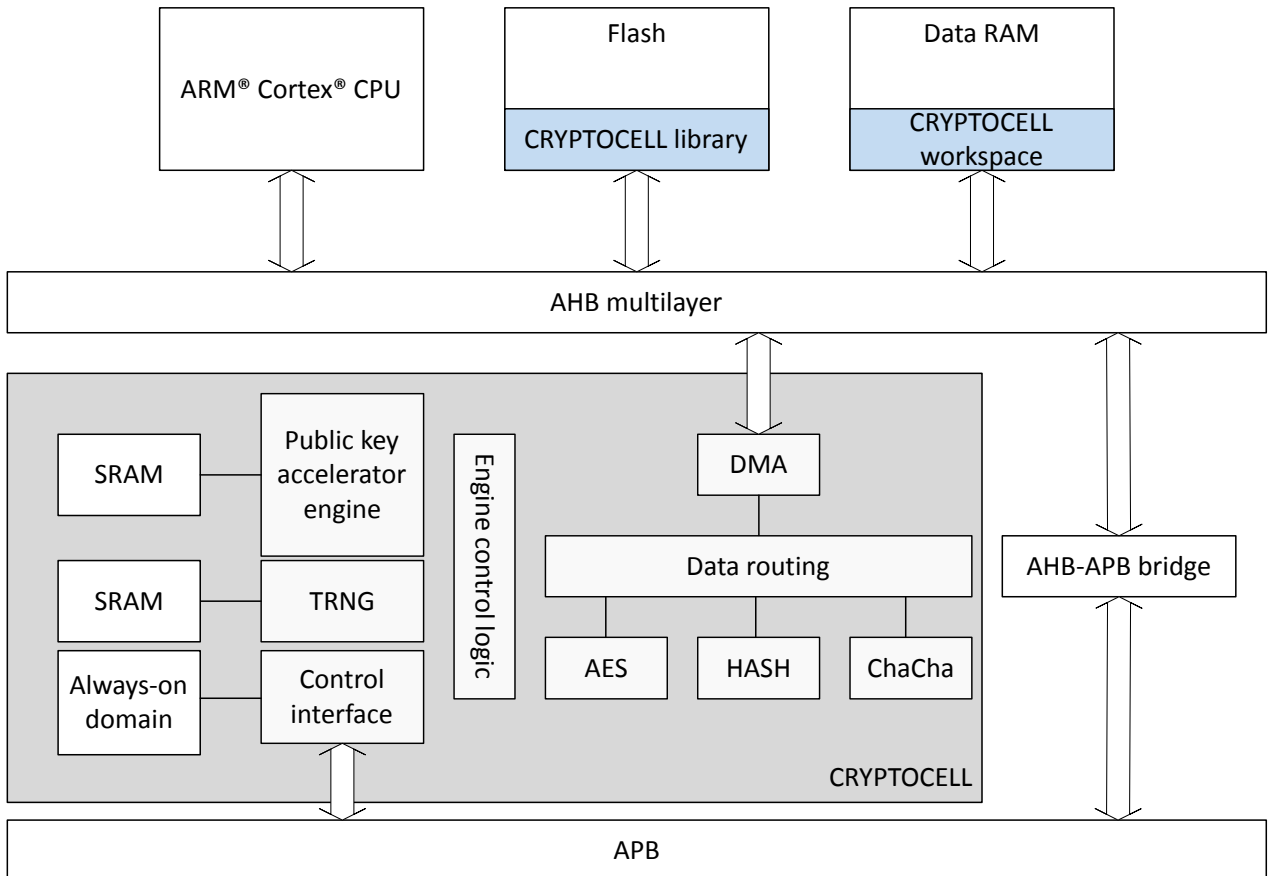 ARM® Cortex® CPU
Flash
CRYPTOCELL library
Data RAM
CRYPTOCELL
workspace
AHB multilayer
SRAM
Public key
accelerator
engine
Engine control logic
DMA
Data routing
AHB-APB bridge
SRAM
TRNG
AES
HASH
ChaCha
Always-on
domain
Control
interface
CRYPTOCELL
APB